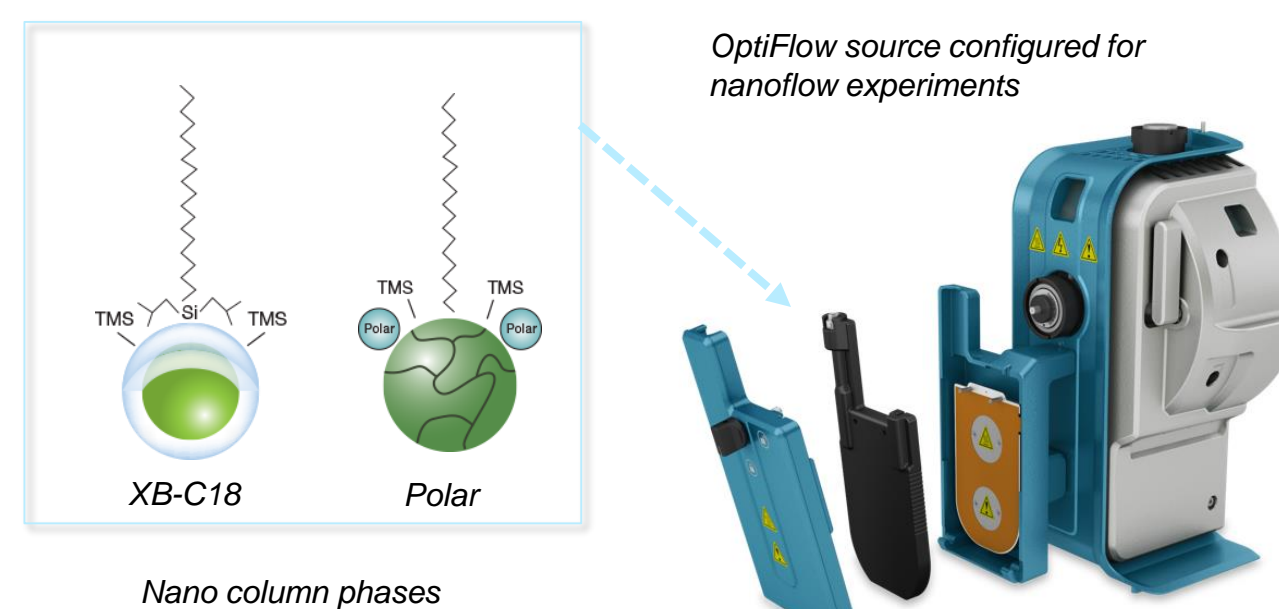 OptiFlow source configured for
nanoflow experiments
Si
TMS
TMS
XB-C18
TMS
TMS
Polar
Polar
Polar
Nano column phases